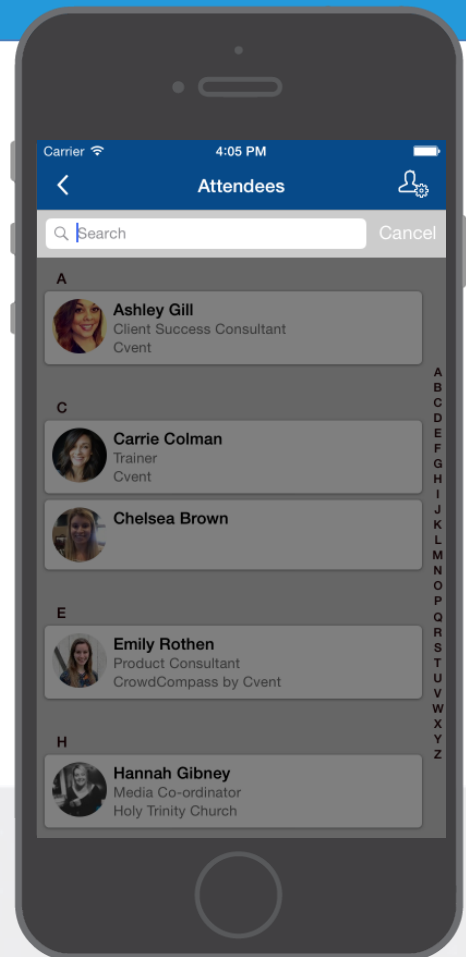 Carrier 4:05 PM
Attendees
Search Cancel
A
Ashley Gill
Client Success Consultant
Cvent
C
Carrie Colman
Trainer
Cvent
Chelsea Brown
E
Emily Rothen
Product Consultant
CrowdCompass by Cvent
H
Hannah Gibney
Media Co-ordinator
Holy Trinity Church
A
B
C
D
E
F
G
H
I
J
K
L
M
N
O
P
Q
R
S
T
U
V
W
X
Y
Z